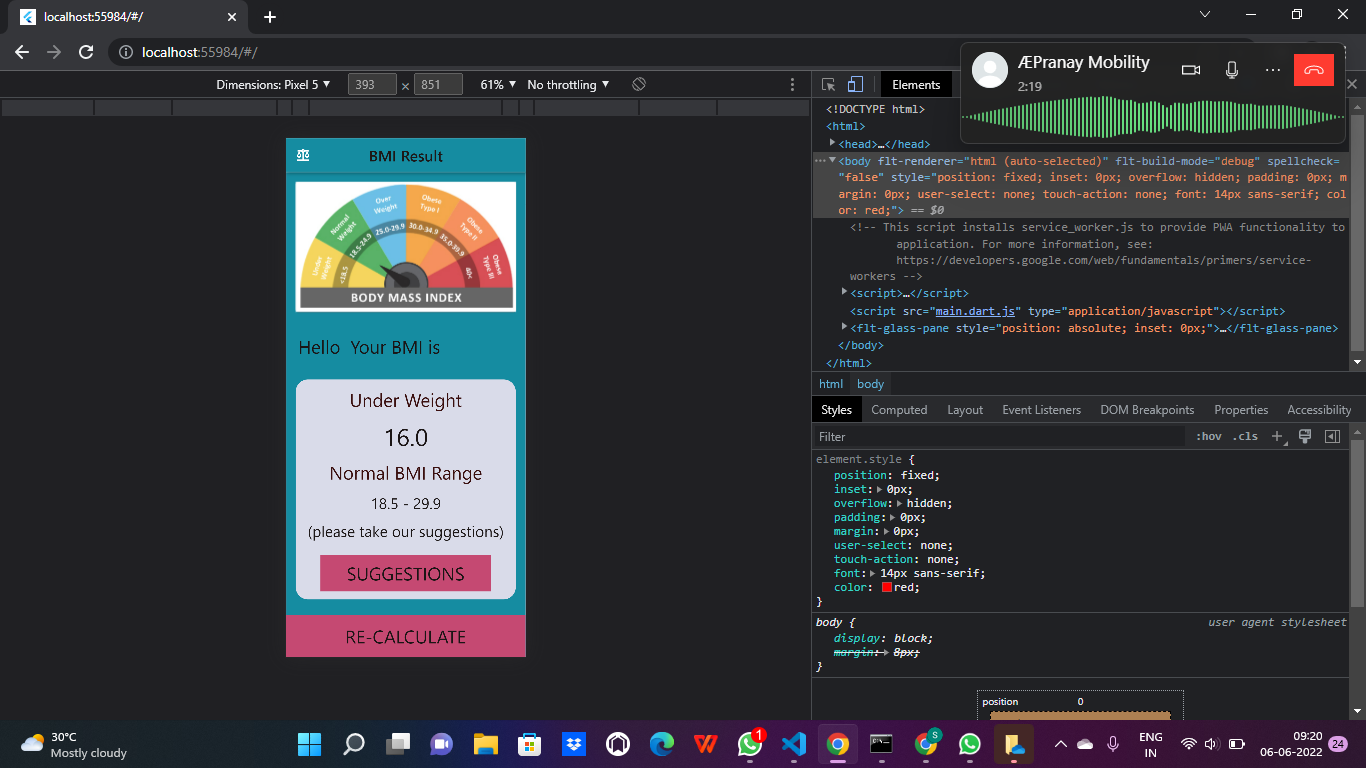 localhost:55984/#/
localhost:55984/#/
ÆPranay Mobility
2:19
Dimensions: Pixel 5 393 × 851 61% No throttling
Elements
BMI Result
Under Weight
Normal Weight
Over Weight
Obese Type I
Obese Type II
Obese Type III
<18.5 18.5-24.9 25.0-29.9 30.0-34.9 35.0-39.9 40<
BODY MASS INDEX
Hello Your BMI is
Under Weight
16.0
Normal BMI Range
18.5 - 29.9
(please take our suggestions)
SUGGESTIONS
RE-CALCULATE
<!DOCTYPE html>
<html>
<head>…</head>
<body flt-renderer="html (auto-selected)" flt-build-mode="debug" spellcheck=
"false" style="position: fixed; inset: 0px; overflow: hidden; padding: 0px; m
argin: 0px; user-select: none; touch-action: none; font: 14px sans-serif; col
or: red;"> == $0
<!-- This script installs service_worker.js to provide PWA functionality to
application. For more information, see:
https://developers.google.com/web/fundamentals/primers/service-
workers -->
<script>…</script>
<script src="main.dart.js" type="application/javascript"></script>
<flt-glass-pane style="position: absolute; inset: 0px;">…</flt-glass-pane>
</body>
</html>
html body
Styles Computed Layout Event Listeners DOM Breakpoints Properties Accessibility
Filter :hov .cls
element.style {
position: fixed;
inset: 0px;
overflow: hidden;
padding: 0px;
margin: 0px;
user-select: none;
touch-action: none;
font: 14px sans-serif;
color: red;
}
body { user agent stylesheet
display: block;
margin: 8px;
}
position 0
30°C
Mostly cloudy
1
S
ENG
IN
09:20
06-06-2022
24